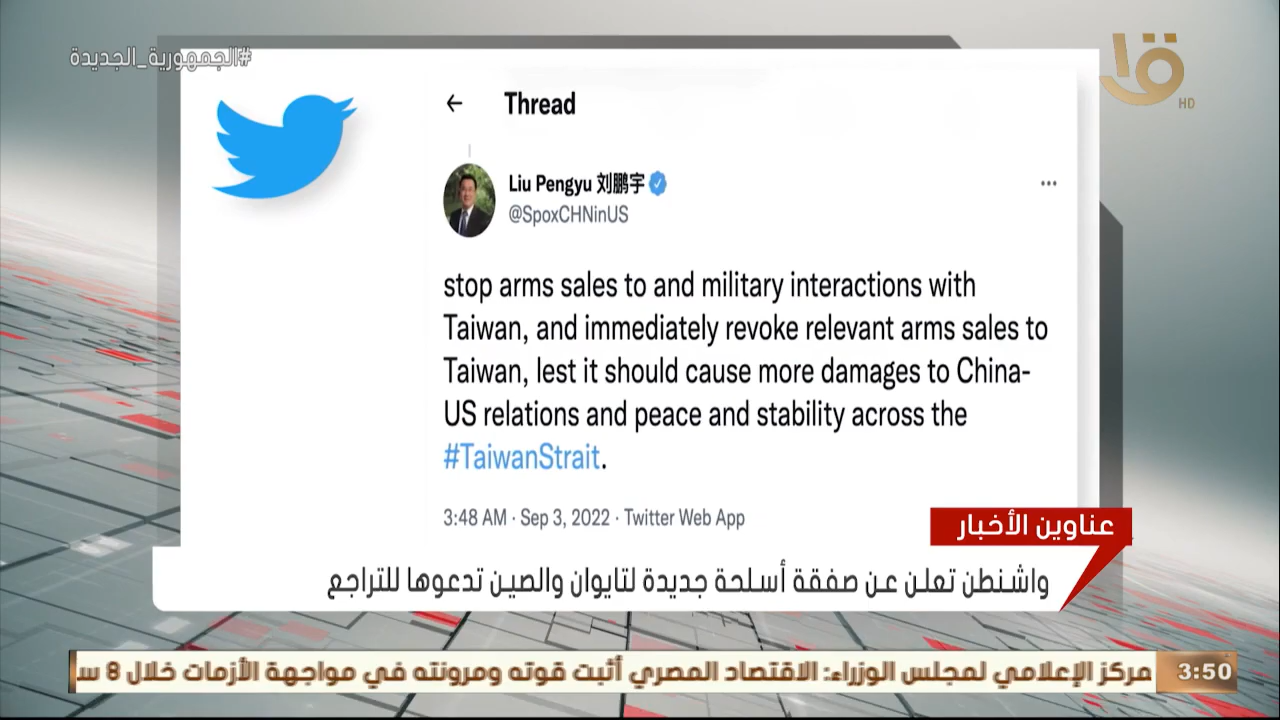 #الجمهورية_الجديدة
HD
Thread
Liu Pengyu 刘鹏宇
@SpoxCHNinUS
stop arms sales to and military interactions with
Taiwan, and immediately revoke relevant arms sales to
Taiwan, lest it should cause more damages to China-
US relations and peace and stability across the
#TaiwanStrait.
3:48 AM · Sep 3, 2022 · Twitter Web App
عناوين الأخبار
واشنطن تعلن عن صفقة أسلحة جديدة لتايوان والصين تدعوها للتراجع
3:50
مركز الإعلامي لمجلس الوزراء: الاقتصاد المصري أثبت قوته ومرونته في مواجهة الأزمات خلال 8 س